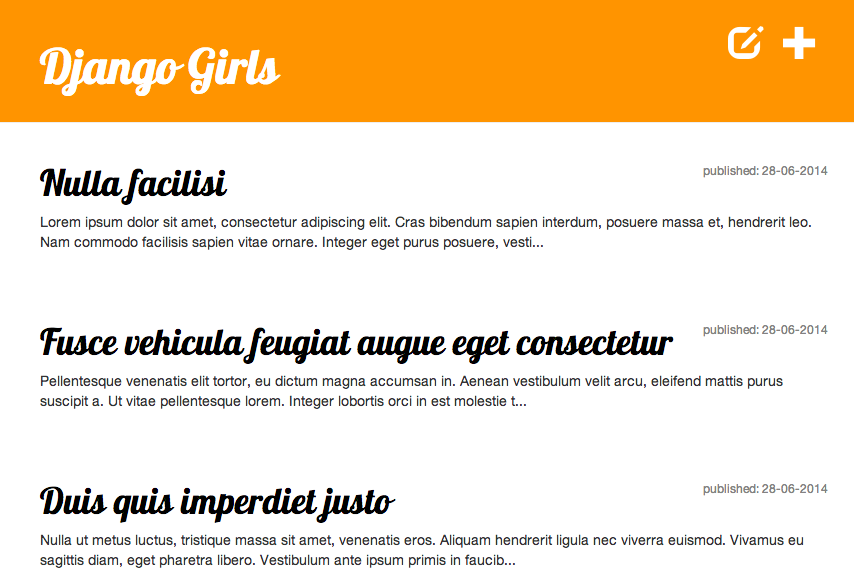 Django Girls
Nulla facilisi
published: 28-06-2014
Lorem ipsum dolor sit amet, consectetur adipiscing elit. Cras bibendum sapien interdum, posuere massa et, hendrerit leo.
Nam commodo facilisis sapien vitae ornare. Integer eget purus posuere, vesti...
Fusce vehicula feugiat augue eget consectetur
published: 28-06-2014
Pellentesque venenatis elit tortor, eu dictum magna accumsan in. Aenean vestibulum velit arcu, eleifend mattis purus
suscipit a. Ut vitae pellentesque lorem. Integer lobortis orci in est molestie t...
Duis quis imperdiet justo
published: 28-06-2014
Nulla ut metus luctus, tristique massa sit amet, venenatis eros. Aliquam hendrerit ligula nec viverra euismod. Vivamus eu
sagittis diam, eget pharetra libero. Vestibulum ante ipsum primis in faucib...